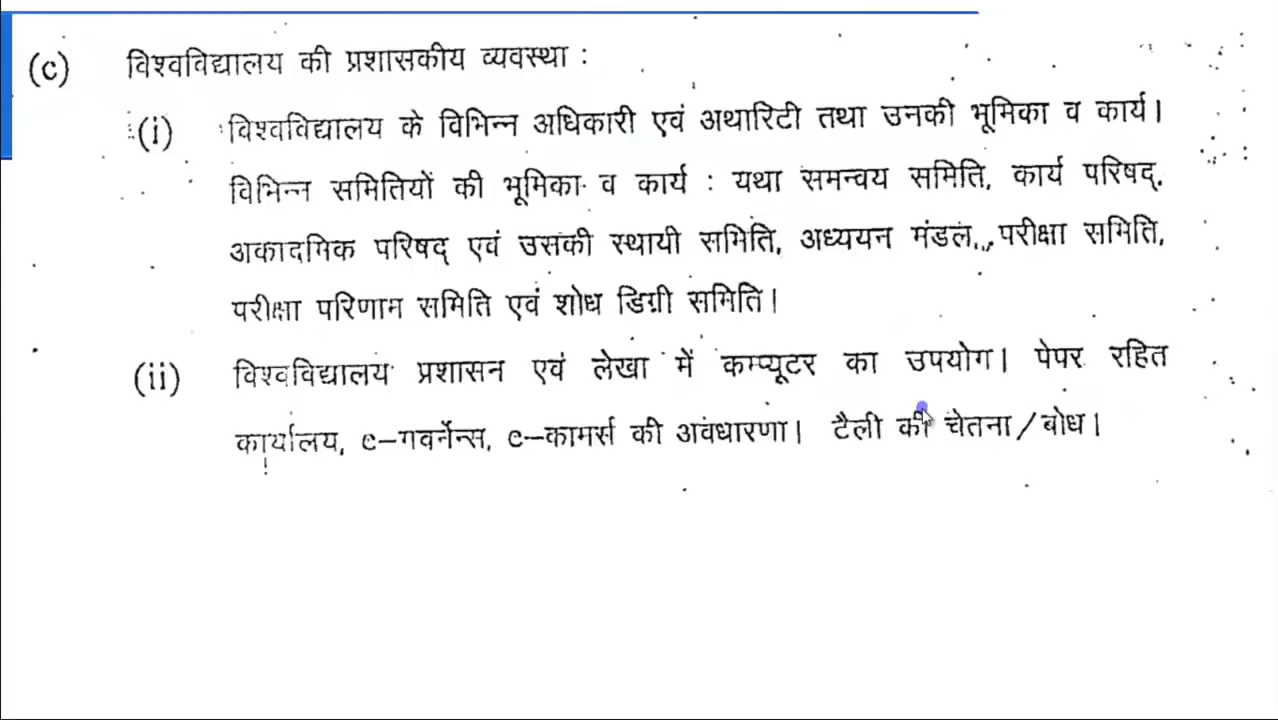 (c) विश्वविद्यालय की प्रशासकीय व्यवस्था :
(i) विश्वविद्यालय के विभिन्न अधिकारी एवं अथारिटी तथा उनकी भूमिका व कार्य।
विभिन्न समितियों की भूमिका व कार्य : यथा समन्वय समिति, कार्य परिषद्,
अकादमिक परिषद् एवं उसकी स्थायी समिति, अध्ययन मंडल, परीक्षा समिति,
परीक्षा परिणाम समिति एवं शोध डिग्री समिति।
(ii) विश्वविद्यालय प्रशासन एवं लेखा में कम्प्यूटर का उपयोग। पेपर रहित
कार्यालय, e-गवर्नेन्स, e-कामर्स की अवधारणा। टैली की चेतना/बोध।